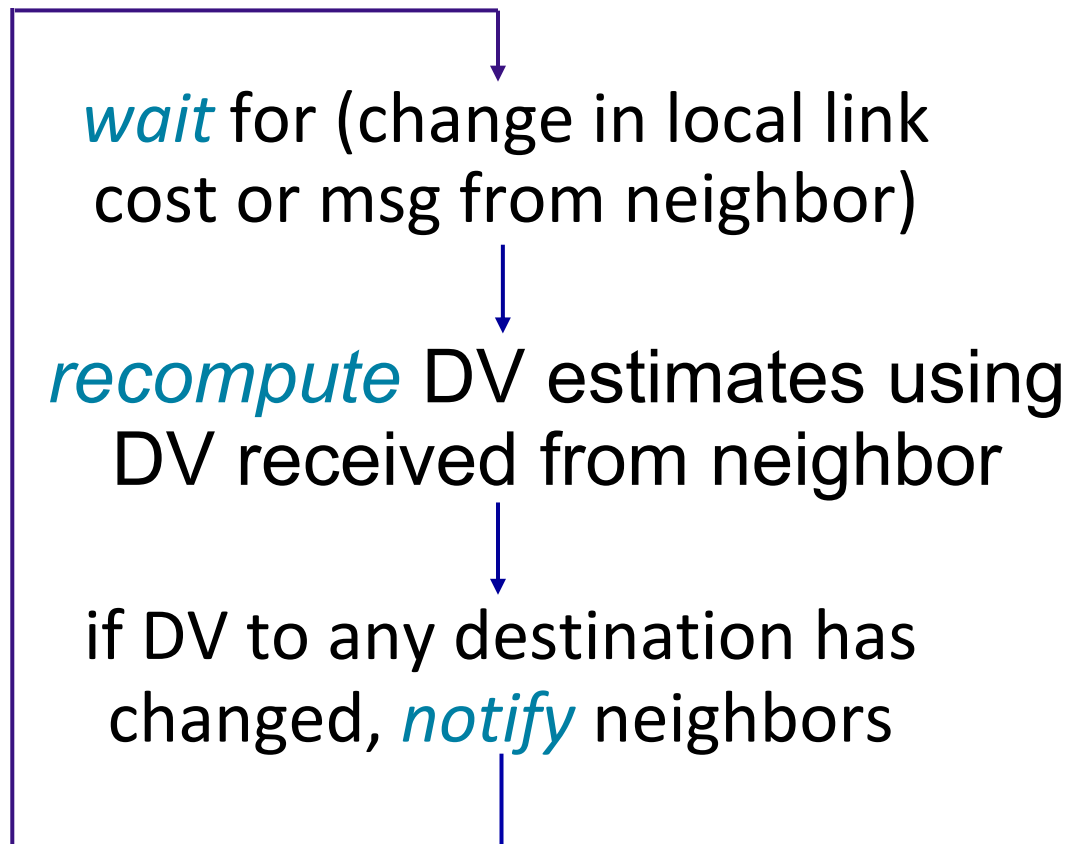 wait for (change in local link
cost or msg from neighbor)
recompute DV estimates using
DV received from neighbor
if DV to any destination has
changed, notify neighbors